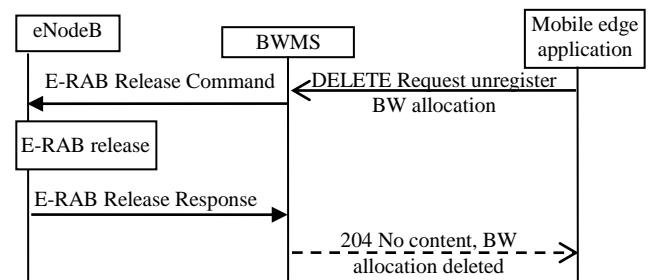 eNodeB
BWMS
Mobile edge
application
E-RAB Release Command
DELETE Request unregister
BW allocation
E-RAB release
E-RAB Release Response
204 No content, BW
allocation deleted